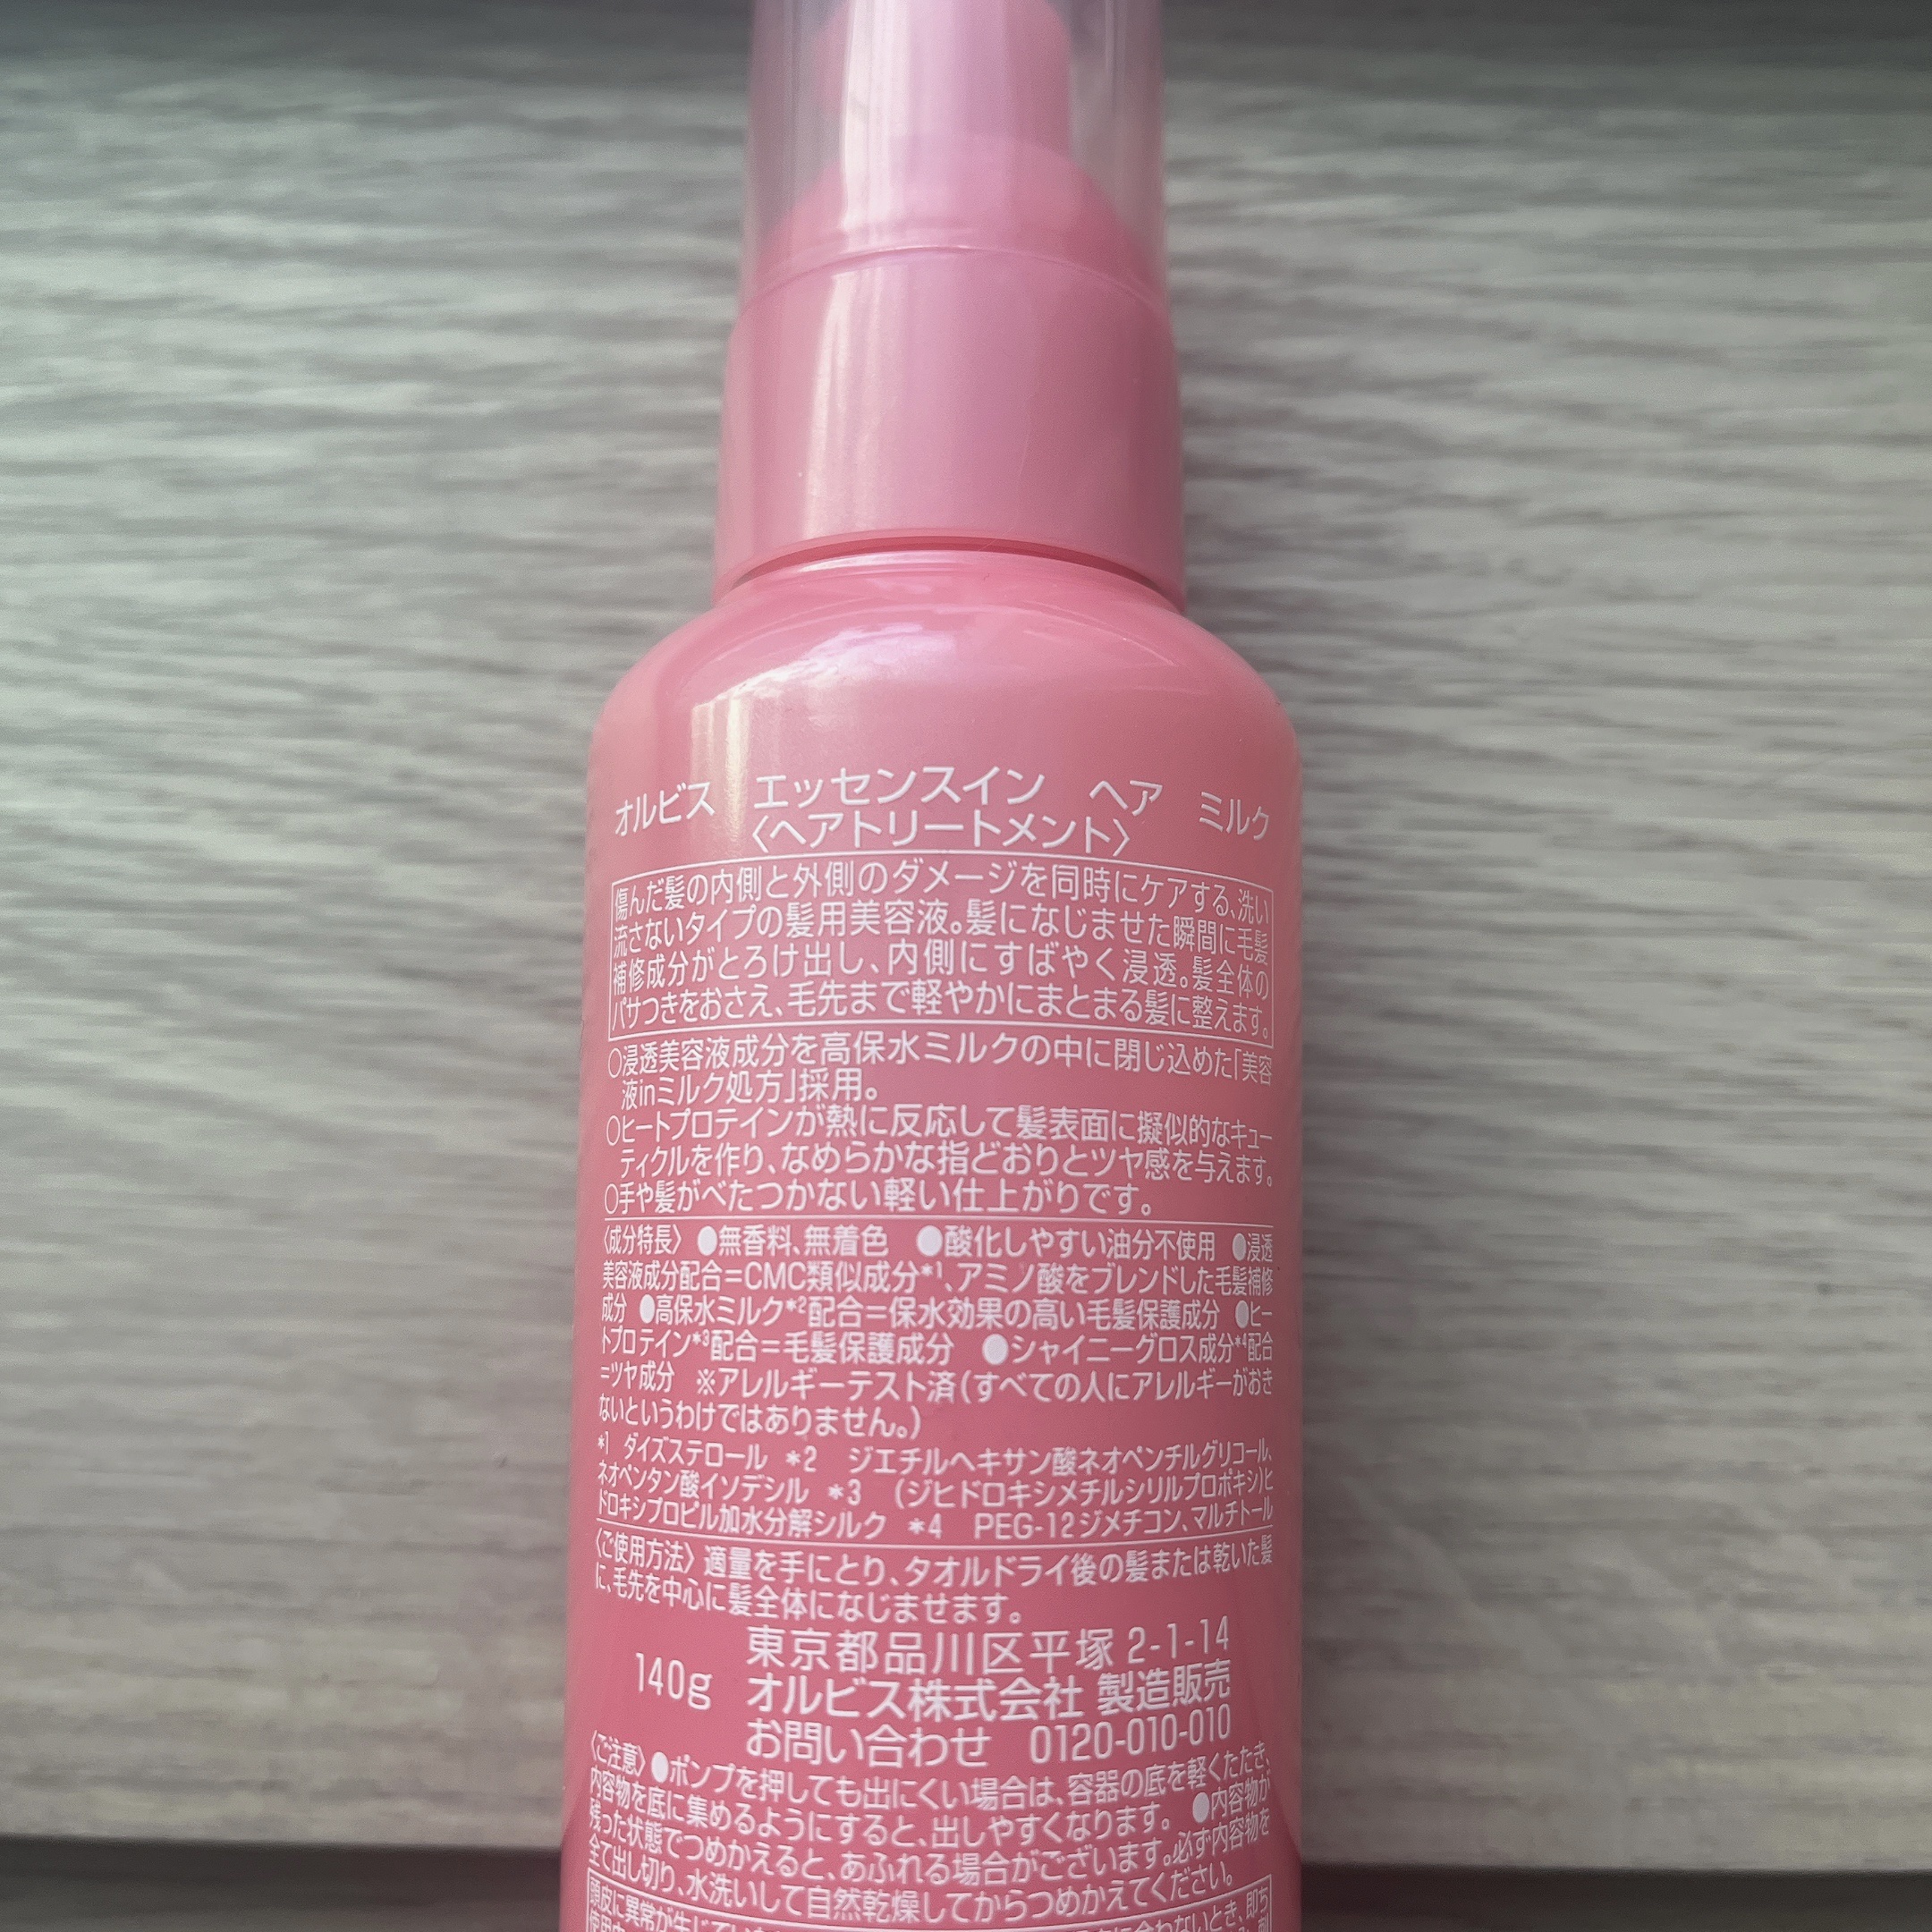 オルビス エッセンスイン ヘア ミルク
〈ヘアトリートメント〉
傷んだ髪の内側と外側のダメージを同時にケアする、洗い
流さないタイプの髪用美容液。髪になじませた瞬間に毛髪
補修成分がとろけ出し、内側にすばやく浸透。髪全体の
パサつきをおさえ、毛先まで軽やかにまとまる髪に整えます。
○浸透美容液成分を高保水ミルクの中に閉じ込めた「美容
液inミルク処方」採用。
○ヒートプロテインが熱に反応して髪表面に擬似的なキュー
ティクルを作り、なめらかな指どおりとツヤ感を与えます。
○手や髪がべたつかない軽い仕上がりです。
〈成分特長〉 ●無香料、無着色 ●酸化しやすい油分不使用 ●浸透
美容液成分配合=CMC類似成分*1、アミノ酸をブレンドした毛髪補修
成分 ●高保水ミルク*2配合=保水効果の高い毛髪保護成分 ●ヒー
トプロテイン*3配合=毛髪保護成分 ●シャイニーグロス成分*4配合
=ツヤ成分 ※アレルギーテスト済(すべての人にアレルギーがおき
ないというわけではありません。)
*1 ダイズステロール *2 ジエチルヘキサン酸ネオペンチルグリコール、
ネオペンタン酸イソデシル *3 (ジヒドロキシメチルシリルプロポキシ)ヒ
ドロキシプロピル加水分解シルク *4 PEG-12ジメチコン、マルチトール
〈ご使用方法〉適量を手にとり、タオルドライ後の髪または乾いた髪
に、毛先を中心に髪全体になじませます。
140g
東京都品川区平塚 2-1-14
オルビス株式会社 製造販売
お問い合わせ 0120-010-010
〈ご注意〉●ポンプを押しても出にくい場合は、容器の底を軽くたたき、
内容物を底に集めるようにすると、出しやすくなります。 ●内容物が
残った状態でつめかえると、あふれる場合がございます。必ず内容物を
全て出し切り、水洗いして自然乾燥してからつめかえてください。
頭皮に異常が生じてい に合わないとき、即ち